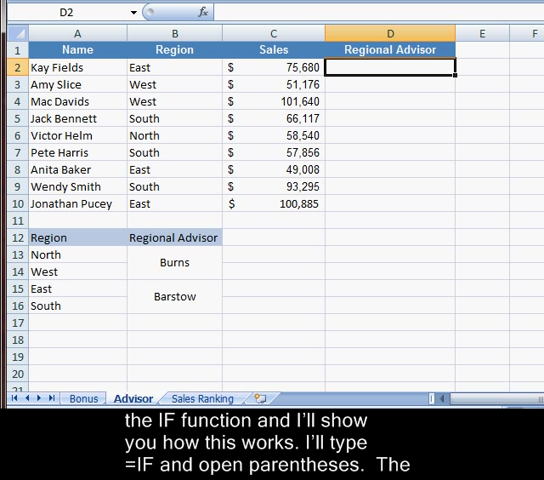 D2 fx
A B C D E F
1 Name Region Sales Regional Advisor
2 Kay Fields East $ 75,680
3 Amy Slice West $ 51,176
4 Mac Davids West $ 101,640
5 Jack Bennett South $ 66,117
6 Victor Helm North $ 58,540
7 Pete Harris South $ 57,856
8 Anita Baker East $ 49,008
9 Wendy Smith South $ 93,295
10 Jonathan Pucey East $ 100,885
11
12 Region Regional Advisor
13 North
Burns
14 West
15 East
Barstow
16 South
17
18
19
20
21
Bonus Advisor Sales Ranking
the IF function and I'll show
you how this works. I'll type
=IF and open parentheses. The